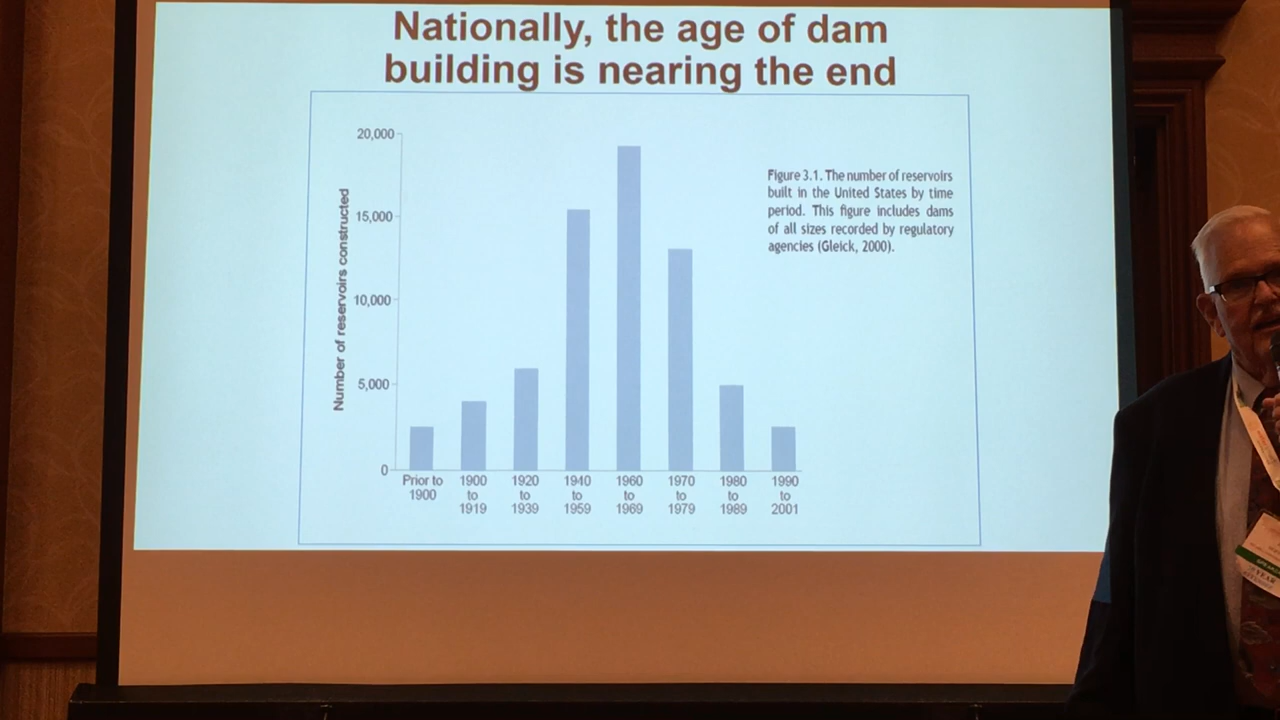 Nationally, the age of dam
building is nearing the end
Number of reservoirs constructed
20,000
15,000
10,000
5,000
0
Prior to
1900
1900
to
1919
1920
to
1939
1940
to
1959
1960
to
1969
1970
to
1979
1980
to
1989
1990
to
2001
Figure 3.1. The number of reservoirs
built in the United States by time
period. This figure includes dams
of all sizes recorded by regulatory
agencies (Gleick, 2000).
YEAR